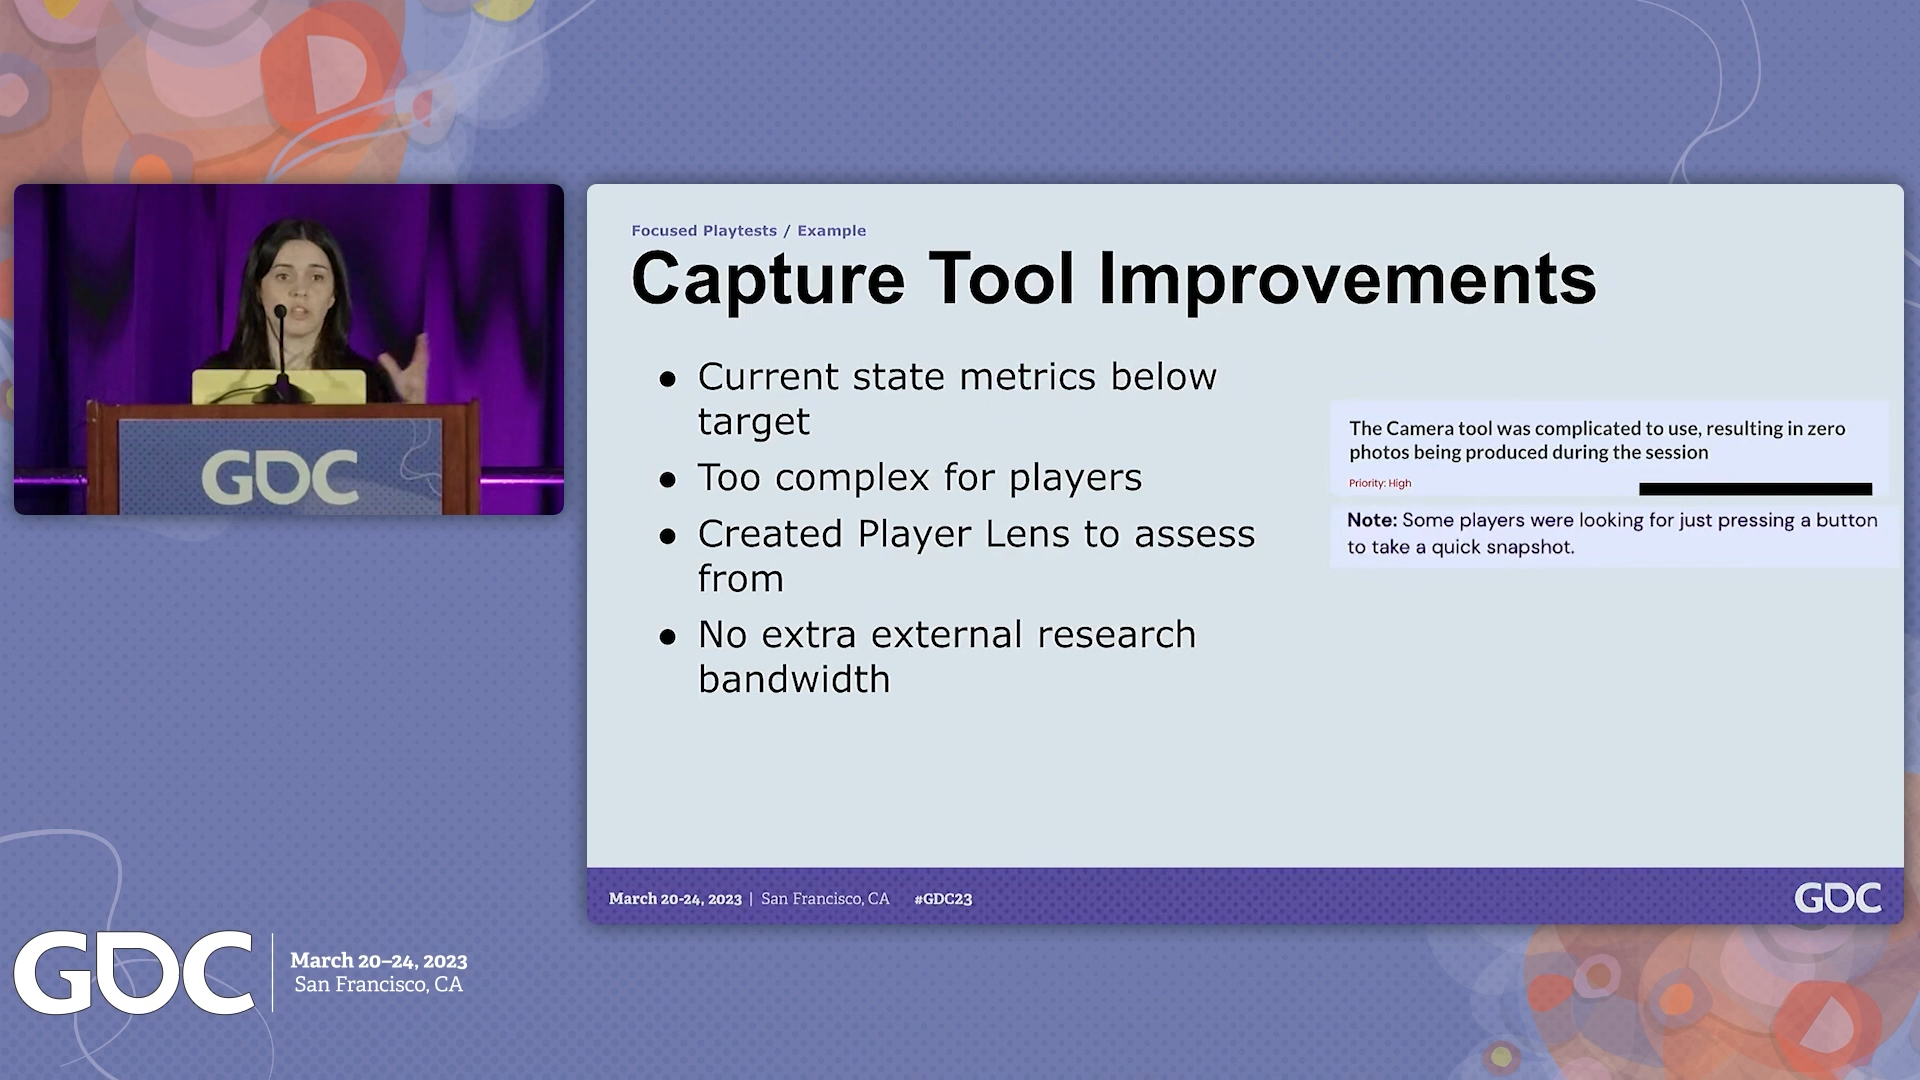 GDC
Focused Playtests / Example
Capture Tool Improvements
● Current state metrics below
target
● Too complex for players
● Created Player Lens to assess
from
● No extra external research
bandwidth
The Camera tool was complicated to use, resulting in zero
photos being produced during the session
Priority: High
Note: Some players were looking for just pressing a button
to take a quick snapshot.
March 20-24, 2023 | San Francisco, CA #GDC23
GDC
GDC
March 20–24, 2023
San Francisco, CA